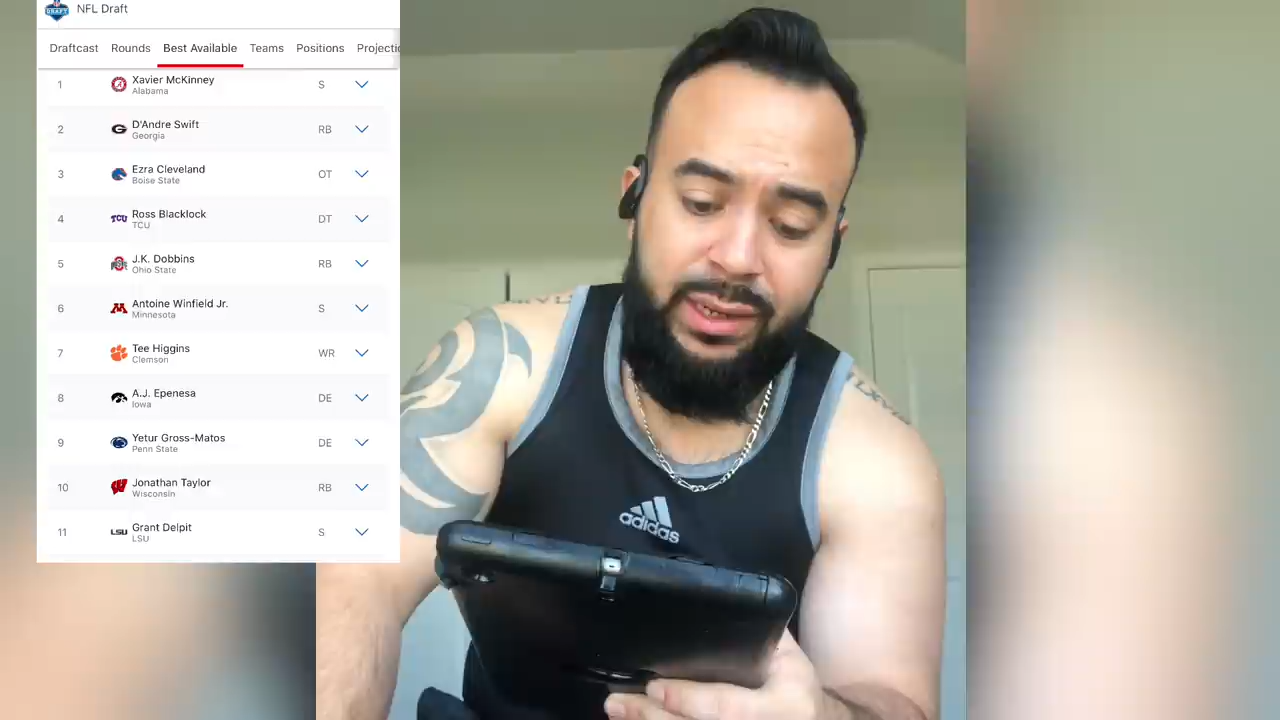 NFL Draft
Draftcast Rounds Best Available Teams Positions
1 Xavier McKinney S
Alabama
2 D'Andre Swift RB
Georgia
3 Ezra Cleveland OT
Boise State
4 TCU Ross Blacklock DT
TCU
5 J.K. Dobbins RB
Ohio State
6 Antoine Winfield Jr. S
Minnesota
7 Tee Higgins WR
Clemson
8 A.J. Epenesa DE
Iowa
9 Yetur Gross-Matos DE
Penn State
10 Jonathan Taylor RB
Wisconsin
11 LSU Grant Delpit S
LSU
adidas